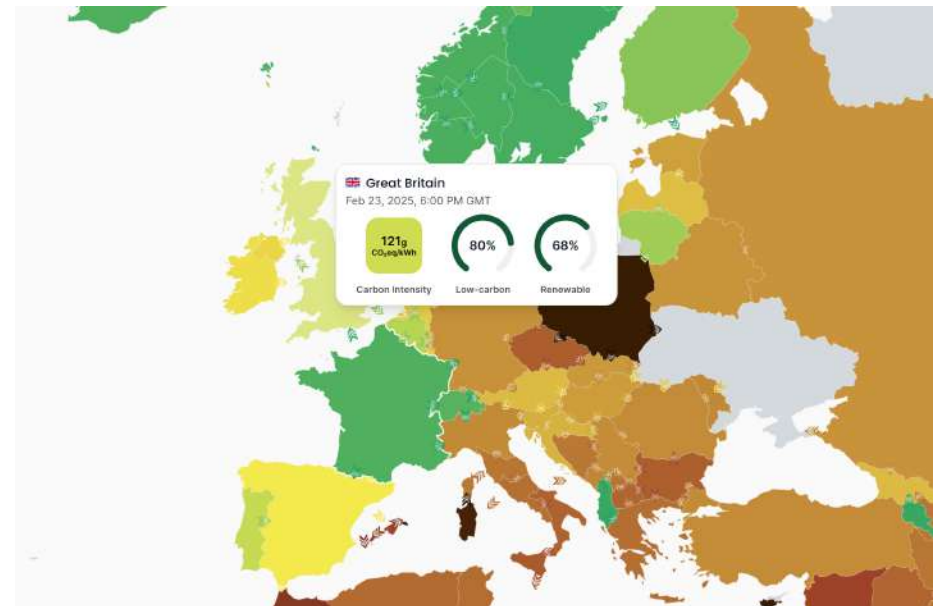 Great Britain
Feb 23, 2025, 6:00 PM GMT
121g
CO₂eq/kWh
80%
68%
Carbon Intensity
Low-carbon
Renewable